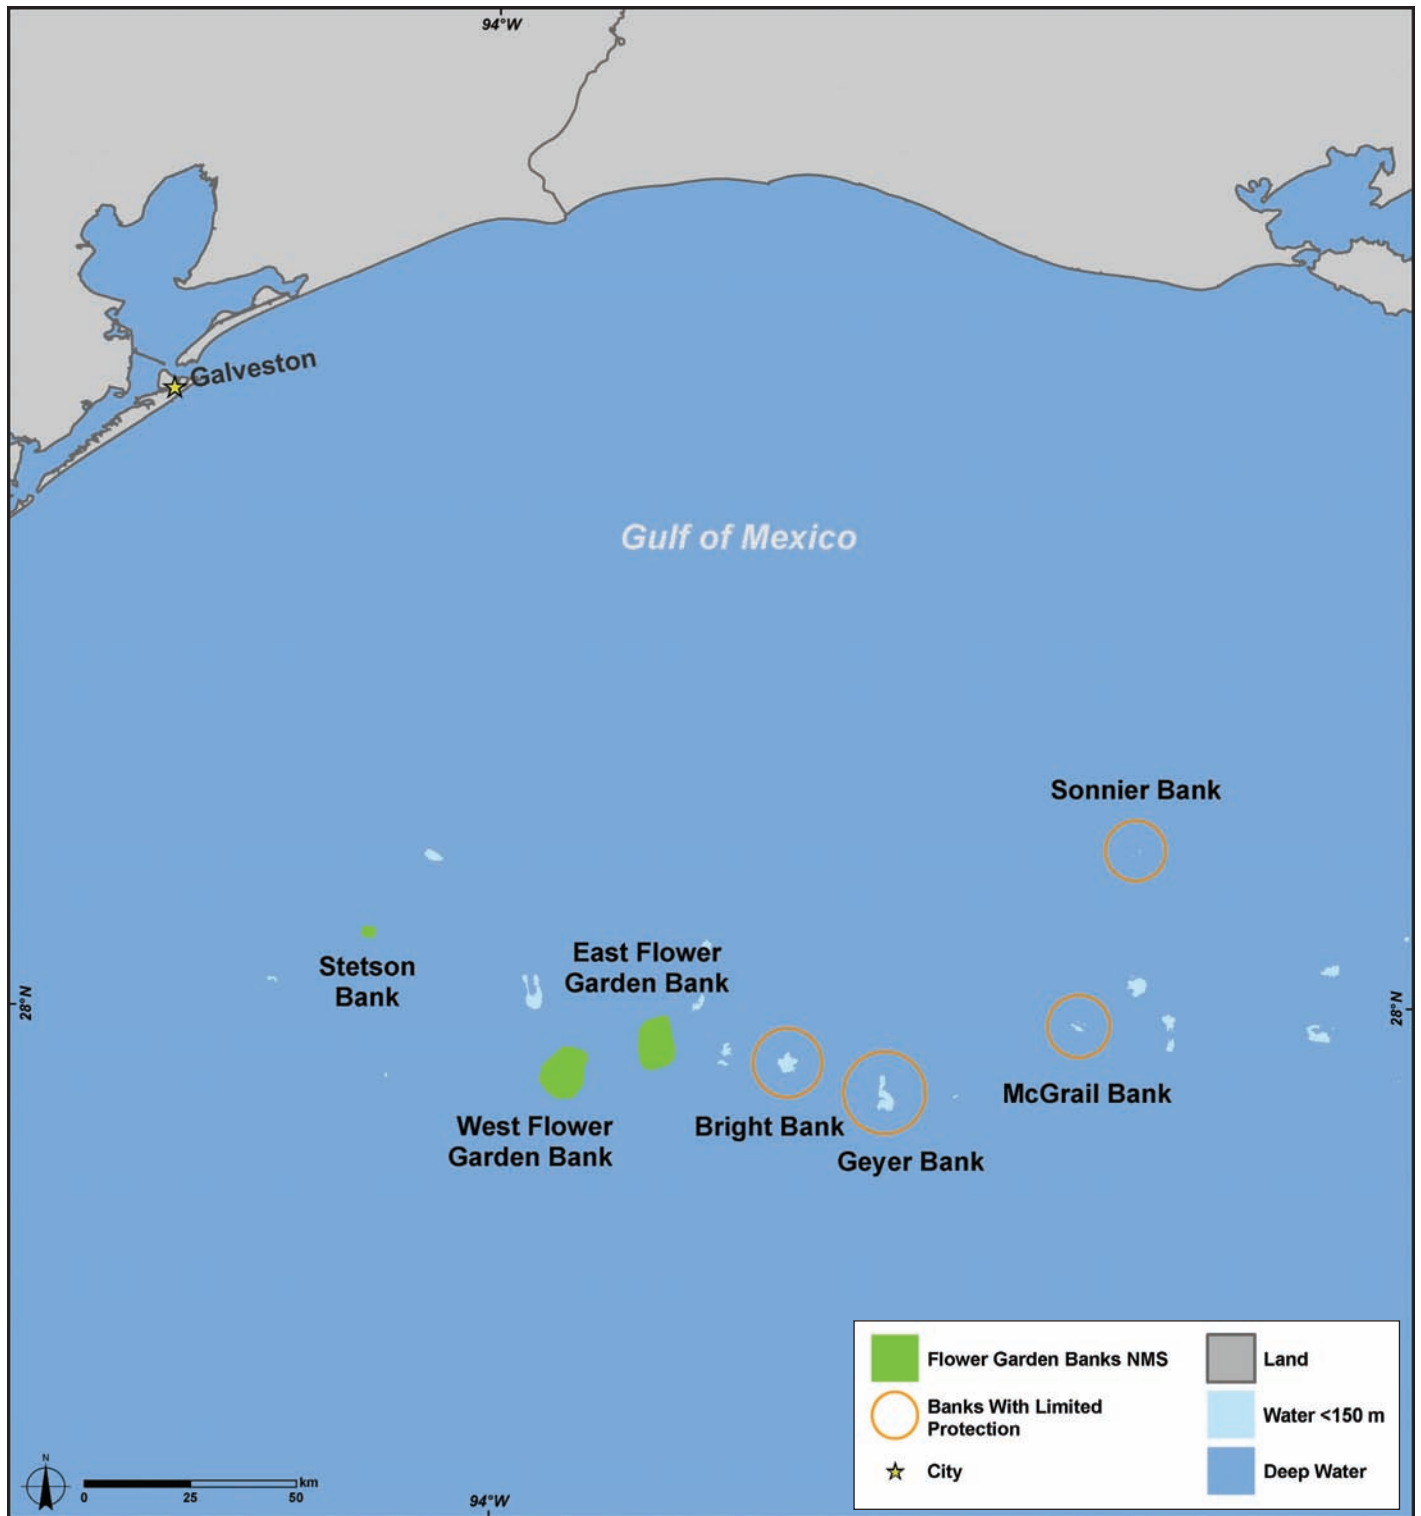 94°W
Galveston
Gulf of Mexico
Sonnier Bank
Stetson
Bank
East Flower
Garden Bank
28°N
28°N
West Flower
Garden Bank
Bright Bank
Geyer Bank
McGrail Bank
Flower Garden Banks NMS
Banks With Limited
Protection
City
Land
Water <150 m
Deep Water
N
km
0 25 50
94°W